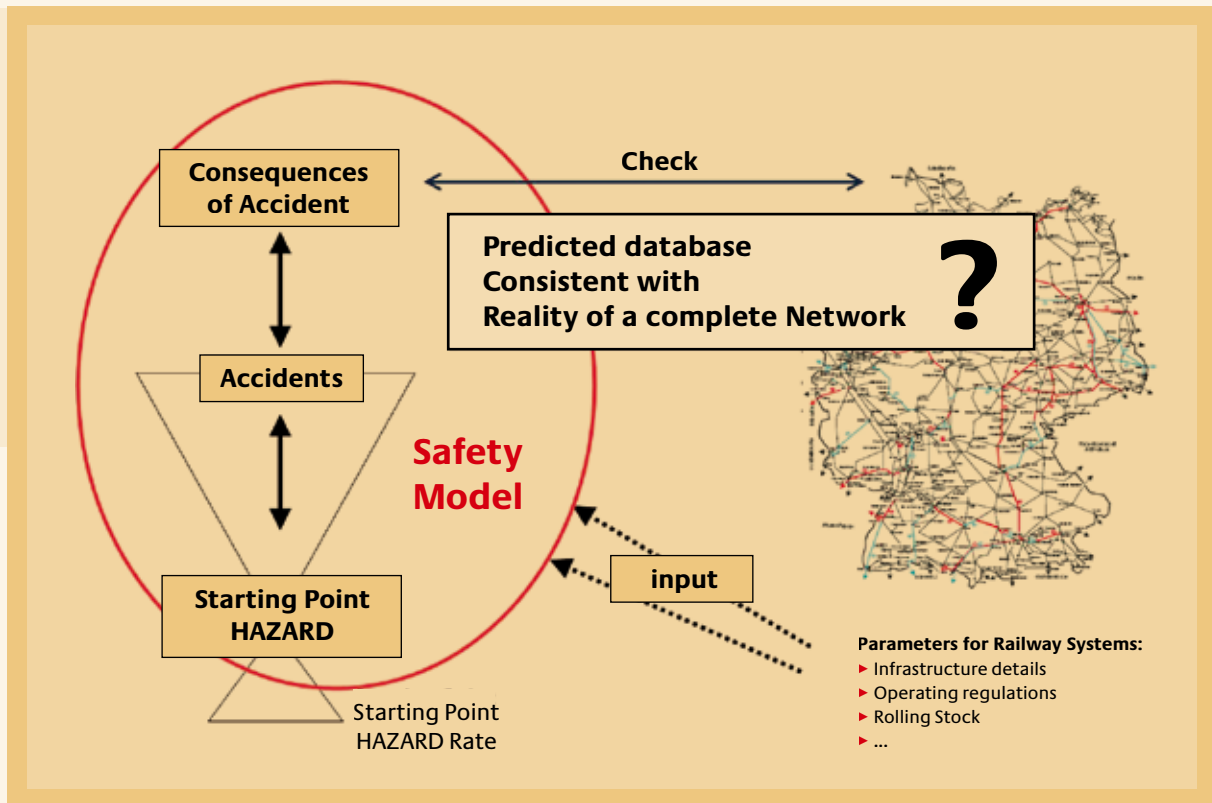 Consequences
of Accident
Check
Predicted database
Consistent with
Reality of a complete Network
?
Accidents
Safety
Model
input
Starting Point
HAZARD
Parameters for Railway Systems:
▸ Infrastructure details
▸ Operating regulations
▸ Rolling Stock
▸ ...
Starting Point
HAZARD Rate